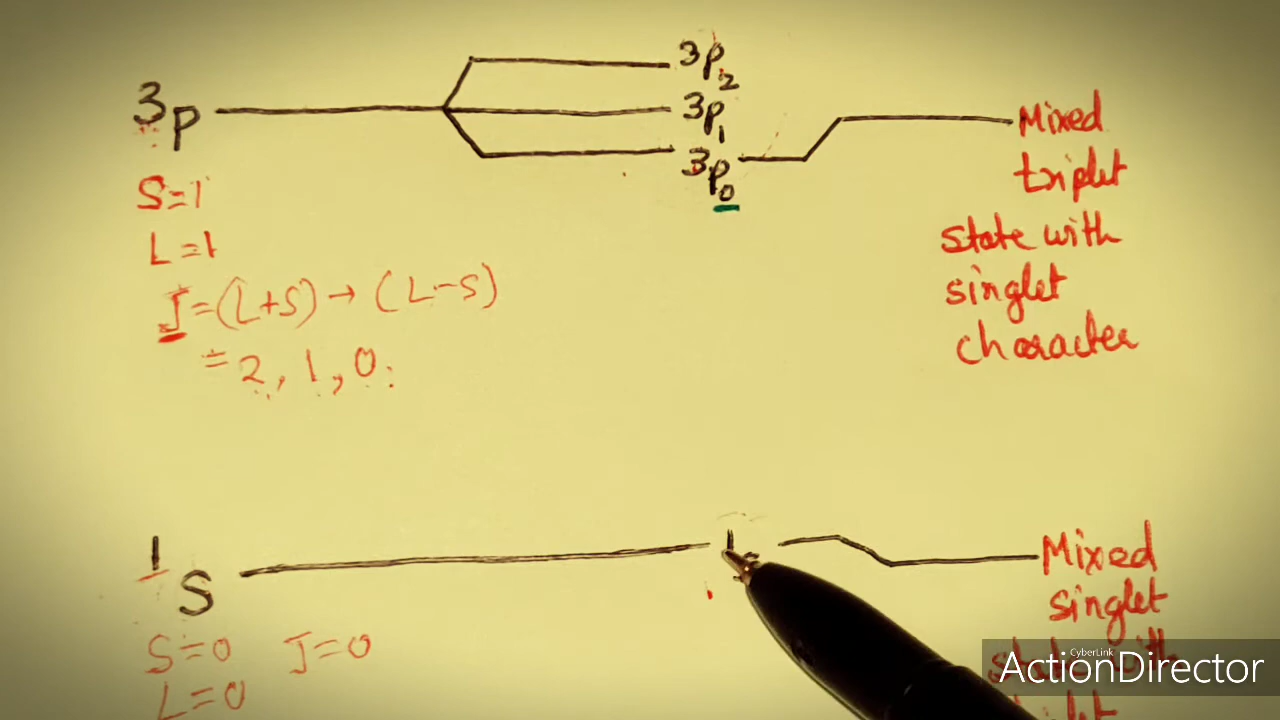 ³P
³P₂
³P₁
³P₀
S=1
L=1
J=(L+S)→(L-S)
=2,1,0
Mixed
triplet
state with
singlet
character
¹S
S=0 J=0
L=0
Mixed
singlet
CyberLink
ActionDirector